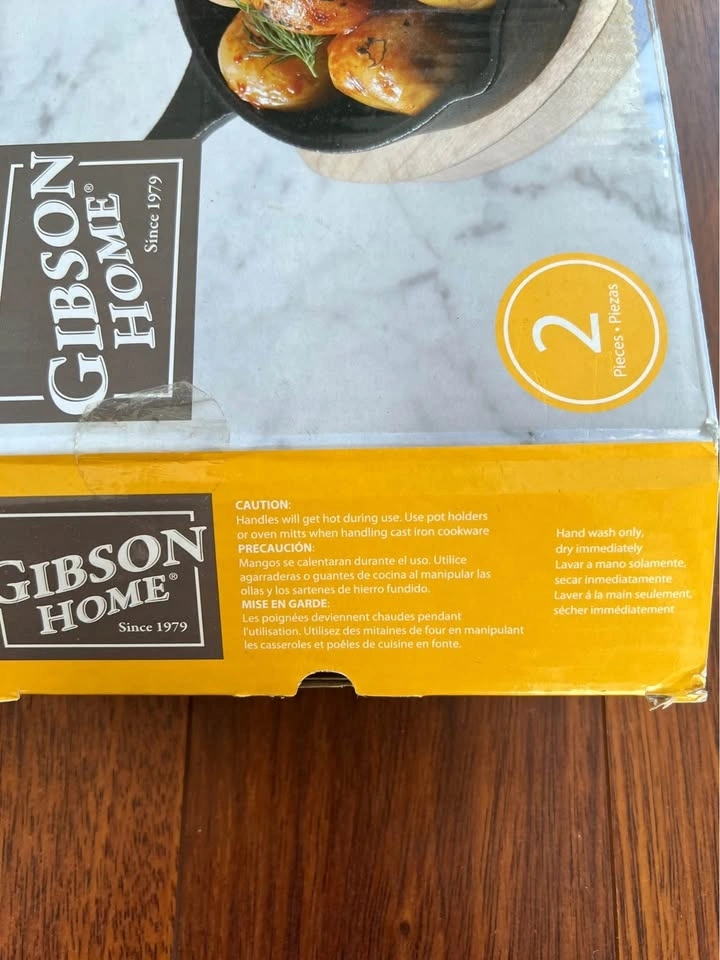 GIBSON
HOME®
Since 1979
2
Pieces • Piezas
GIBSON
HOME®
Since 1979
CAUTION:
Handles will get hot during use. Use pot holders
or oven mitts when handling cast iron cookware
PRECAUCIÓN:
Mangos se calentaran durante el uso. Utilice
agarraderas o guantes de cocina al manipular las
ollas y los sartenes de hierro fundido.
MISE EN GARDE:
Les poignées deviennent chaudes pendant
l'utilisation. Utilisez des mitaines de four en manipulant
les casseroles et poêles de cuisine en fonte.
Hand wash only,
dry immediately
Lavar a mano solamente,
secar inmediatamente
Laver á la main seulement,
sécher immédiatement